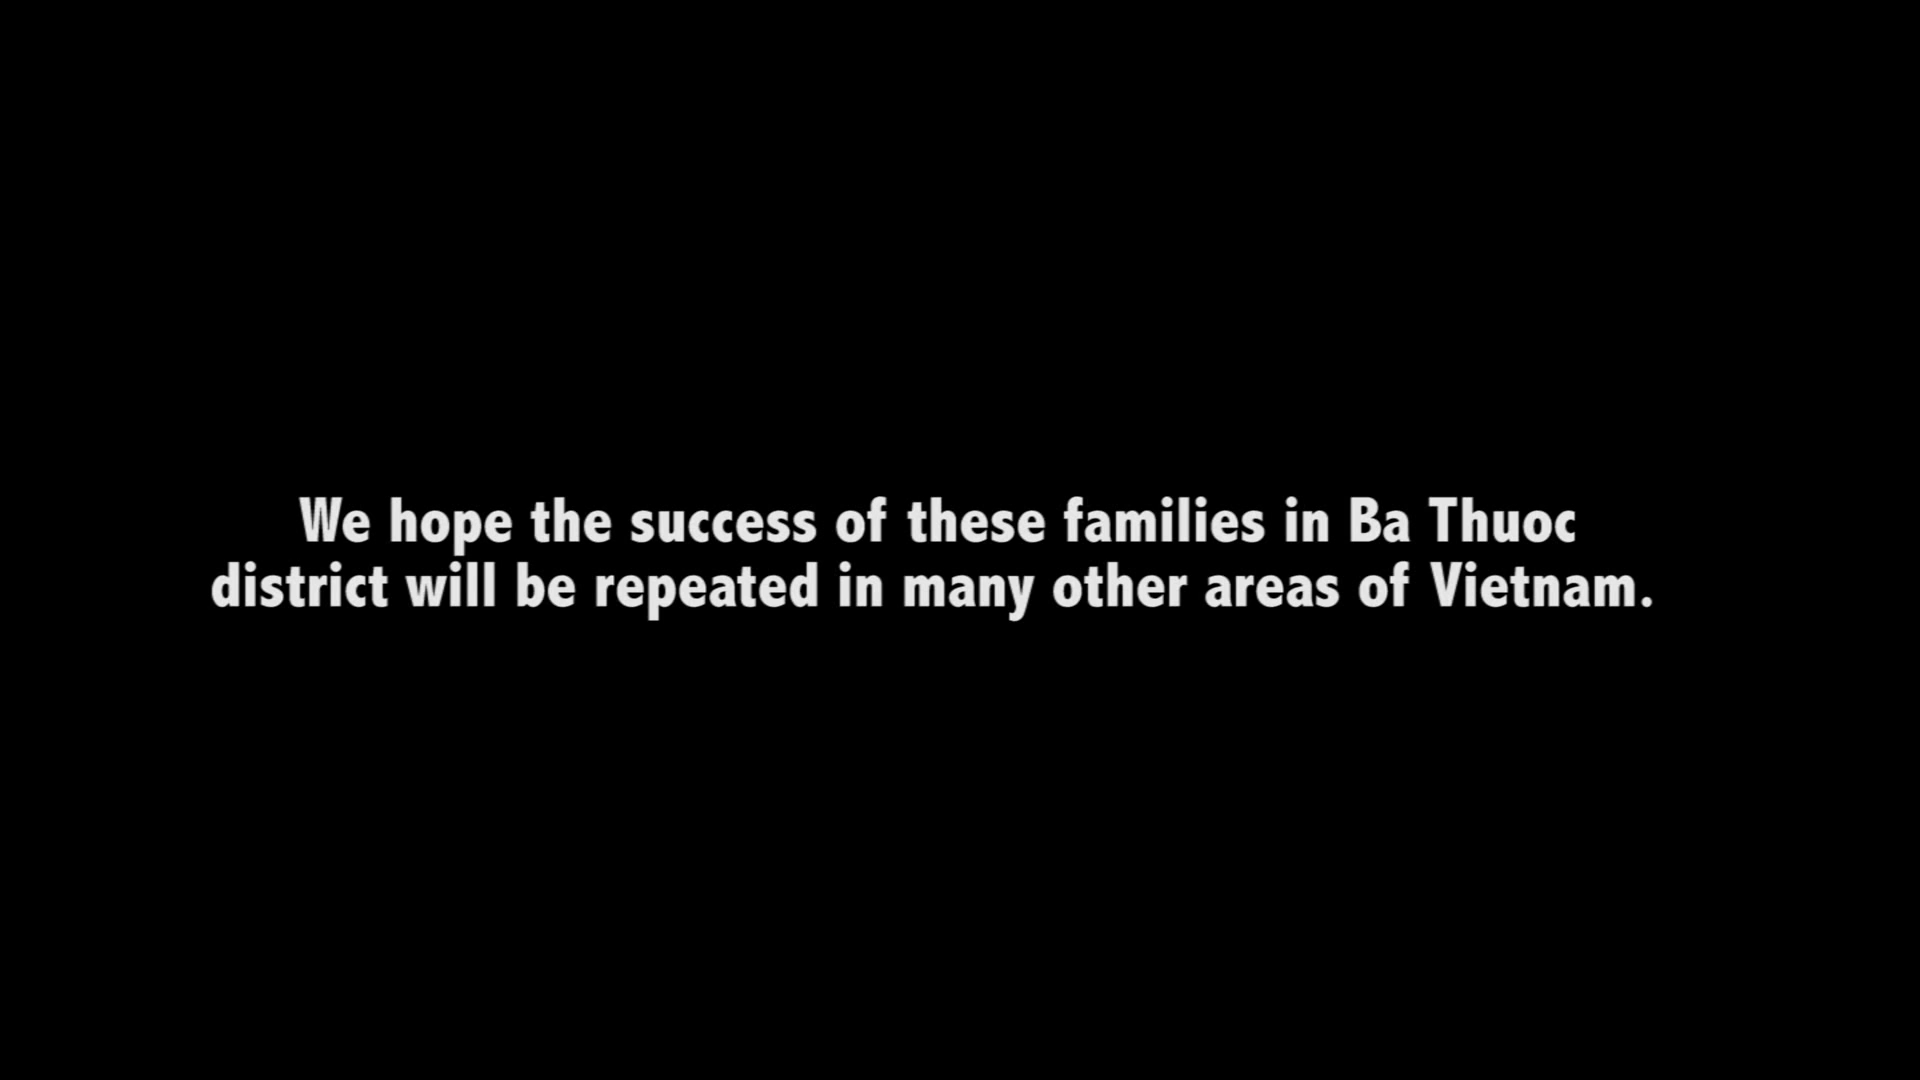 We hope the success of these families in Ba Thuoc
district will be repeated in many other areas of Vietnam.